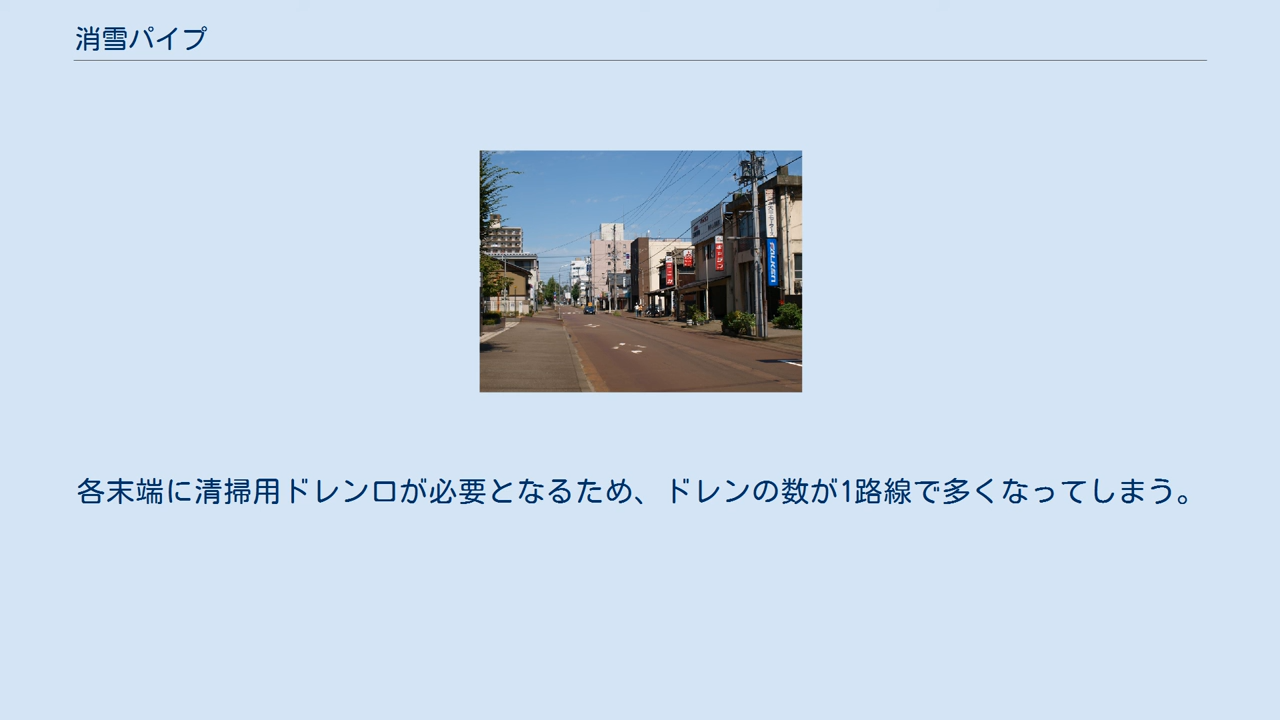 消雪パイプ
FALKEN
各末端に清掃用ドレン口が必要となるため、ドレンの数が1路線で多くなってしまう。